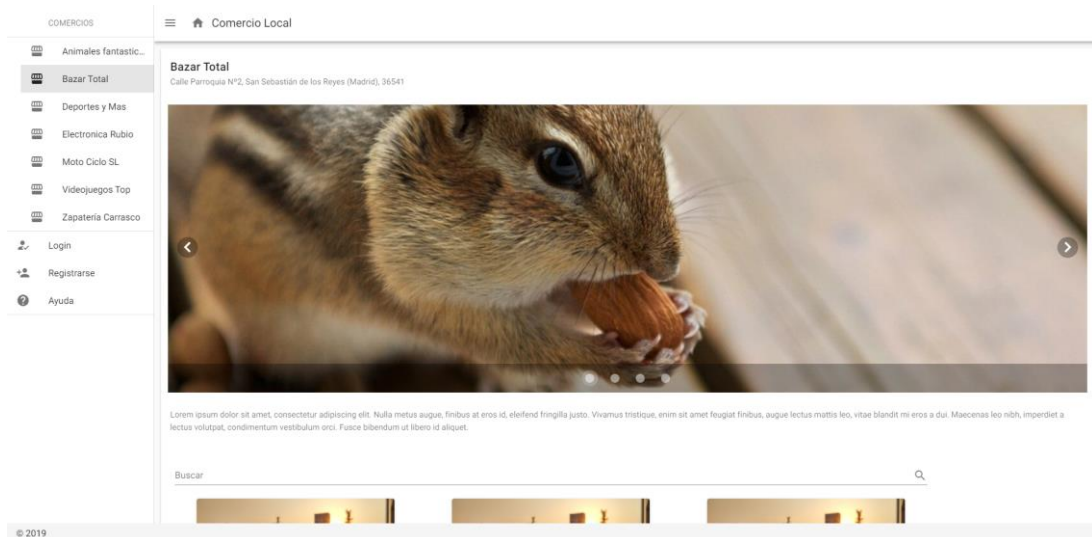 COMERCIOS
Animales fantastic...
Bazar Total
Deportes y Mas
Electronica Rubio
Moto Ciclo SL
Videojuegos Top
Zapatería Carrasco
Login
Registrarse
Ayuda
Comercio Local
Bazar Total
Calle Parroquia Nº2, San Sebastián de los Reyes (Madrid), 36541
Lorem ipsum dolor sit amet, consectetur adipiscing elit. Nulla metus augue, finibus at eros id, eleifend fringilla justo. Vivamus tristique, enim sit amet feugiat finibus, augue lectus mattis leo, vitae blandit mi eros a dui. Maecenas leo nibh, imperdiet a
lectus volutpat, condimentum vestibulum orci. Fusce bibendum ut libero id aliquet.
Buscar
© 2019